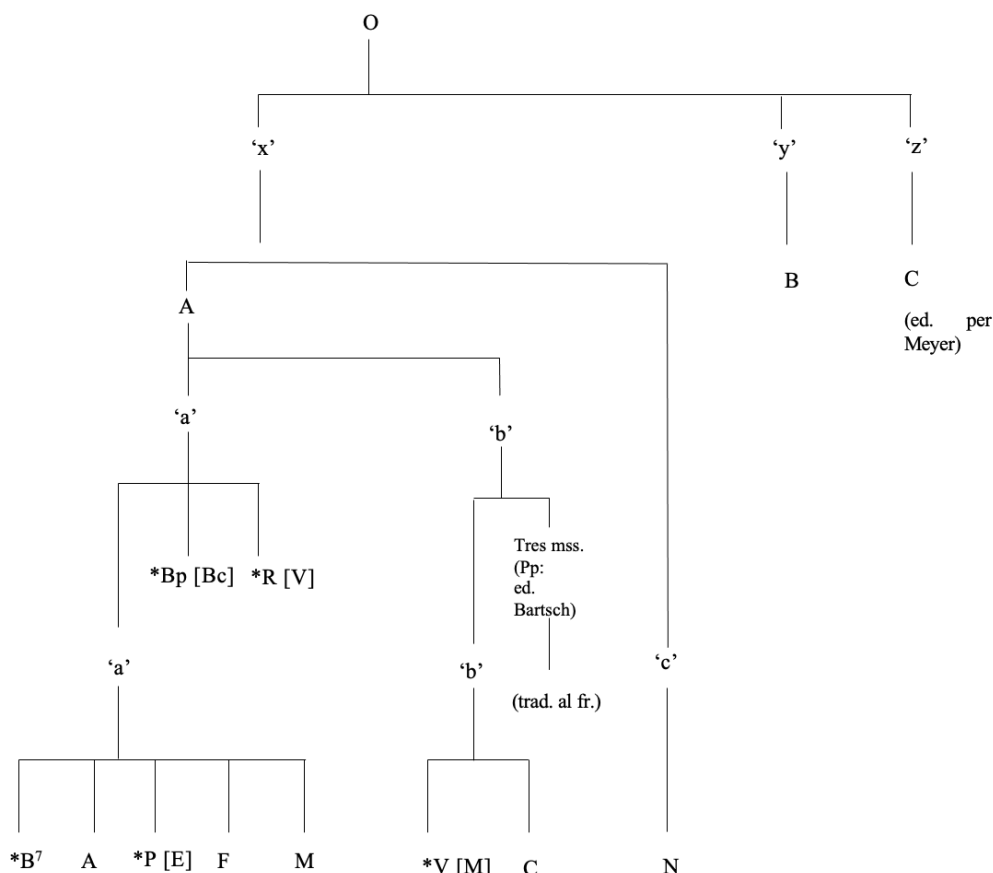 O
‘x’
‘y’
‘z’
A
B
C
(ed. per
Meyer)
‘a’
‘b’
*Bp [Bc]
*R [V]
Tres mss.
(Pp:
ed.
Bartsch)
‘a’
‘b’
‘c’
(trad. al fr.)
*B⁷
A
*P [E]
F
M
*V [M]
C
N